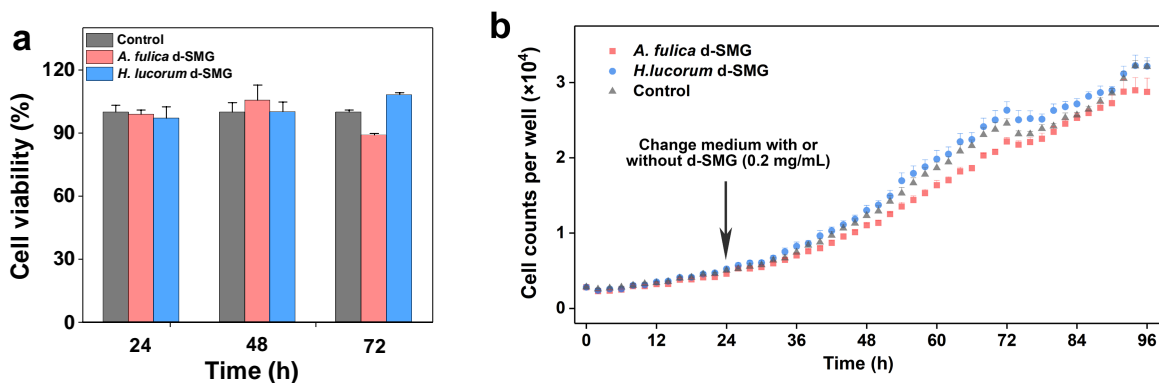 a
Control
A. fulica d-SMG
H. lucorum d-SMG
Cell viability (%)
120
90
60
30
0
24 48 72
Time (h)
b
A. fulica d-SMG
H.lucorum d-SMG
Control
Change medium with or
without d-SMG (0.2 mg/mL)
Cell counts per well (×10⁴)
3
2
1
0
0 12 24 36 48 60 72 84 96
Time (h)